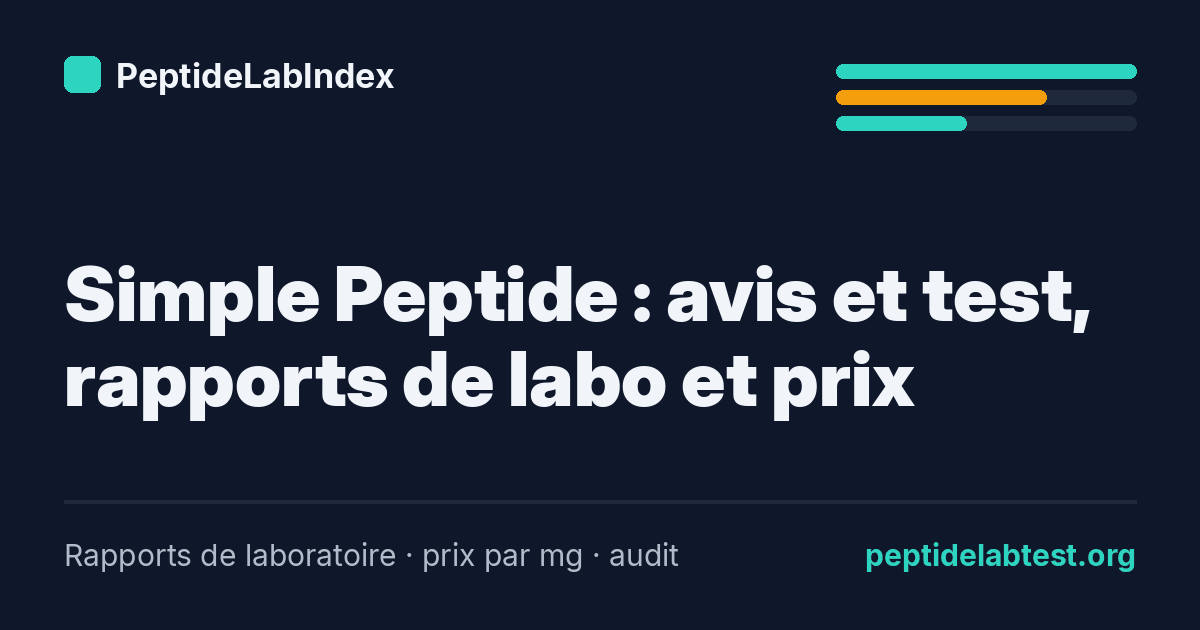 PeptideLabIndex
Simple Peptide : avis et test,
rapports de labo et prix
Rapports de laboratoire · prix par mg · audit
peptidelabtest.org